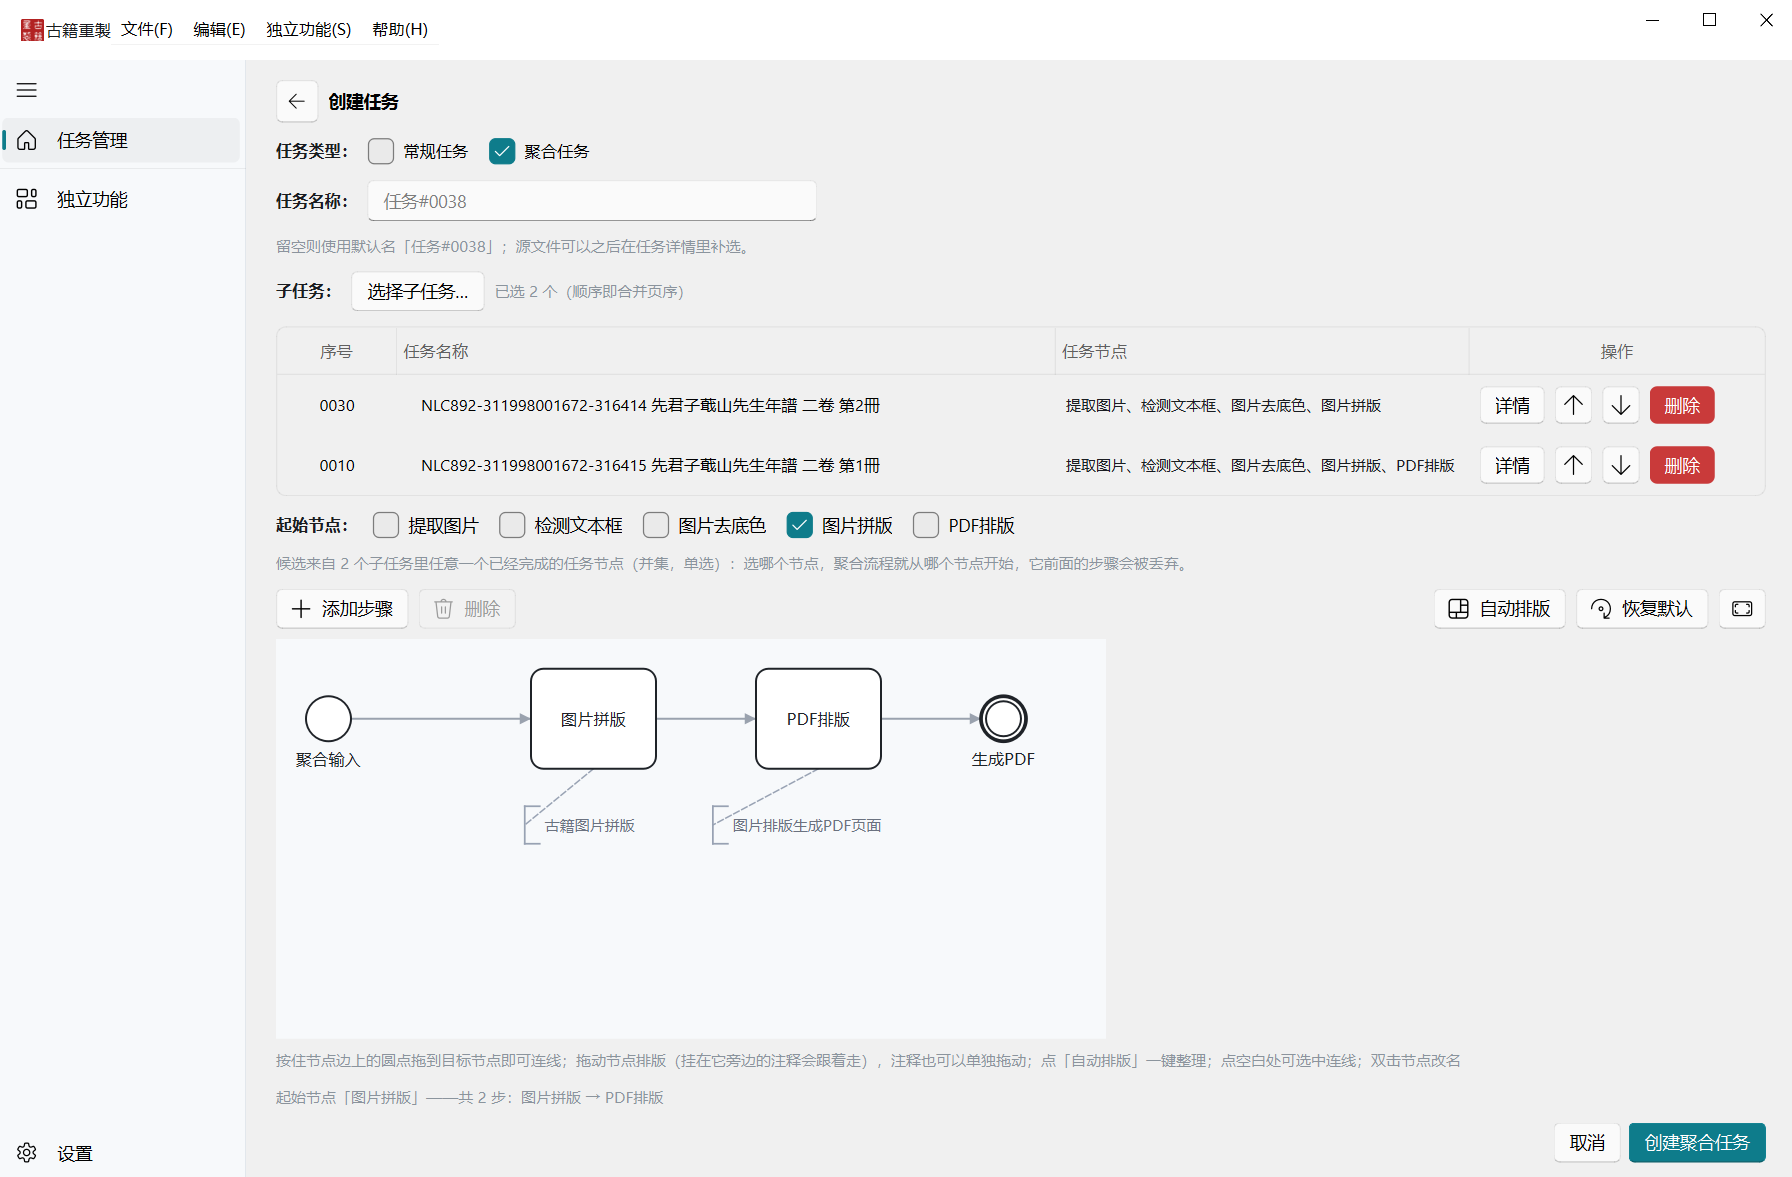 古籍重製 文件(F) 编辑(E) 独立功能(S) 帮助(H)
任务管理
独立功能
设置
创建任务
任务类型： 常规任务 聚合任务
任务名称： 任务#0038
留空则使用默认名「任务#0038」；源文件可以之后在任务详情里补选。
子任务： 选择子任务... 已选 2 个（顺序即合并页序）
序号 任务名称 任务节点 操作
0030 NLC892-311998001672-316414 先君子蕺山先生年譜 二卷 第2冊 提取图片、检测文本框、图片去底色、图片拼版 详情 删除
0010 NLC892-311998001672-316415 先君子蕺山先生年譜 二卷 第1冊 提取图片、检测文本框、图片去底色、图片拼版、PDF排版 详情 删除
起始节点： 提取图片 检测文本框 图片去底色 图片拼版 PDF排版
候选来自 2 个子任务里任意一个已经完成的任务节点（并集，单选）：选哪个节点，聚合流程就从哪个节点开始，它前面的步骤会被丢弃。
添加步骤 删除 自动排版 恢复默认
图片拼版 PDF排版
聚合输入 生成PDF
古籍图片拼版 图片排版生成PDF页面
按住节点边上的圆点拖到目标节点即可连线；拖动节点排版（挂在它旁边的注释会跟着走），注释也可以单独拖动；点「自动排版」一键整理；点空白处可选中连线；双击节点改名
起始节点「图片拼版」——共 2 步：图片拼版 → PDF排版
取消 创建聚合任务